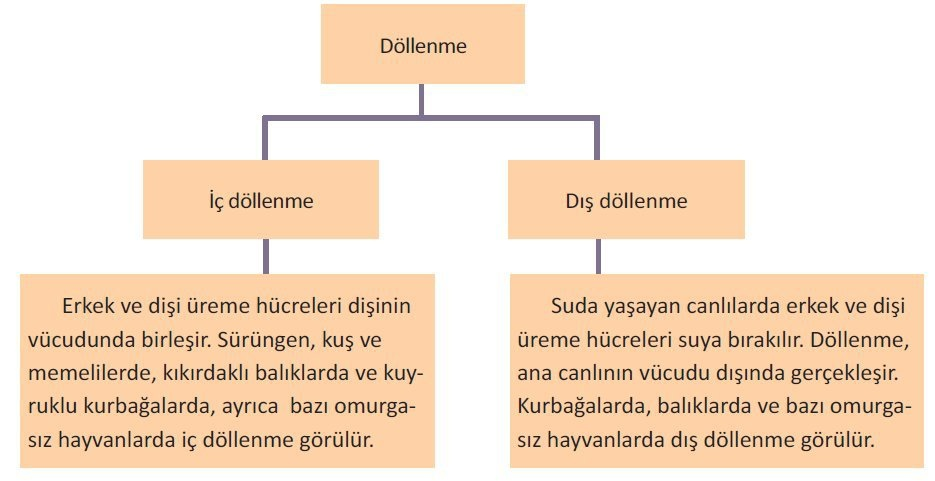 Döllenme
İç döllenme
Dış döllenme
Erkek ve dişi üreme hücreleri dişinin
vücudunda birleşir. Sürüngen, kuş ve
memelilerde, kıkırdaklı balıklarda ve kuy-
ruklu kurbağalarda, ayrıca bazı omurga-
sız hayvanlarda iç döllenme görülür.
Suda yaşayan canlılarda erkek ve dişi
üreme hücreleri suya bırakılır. Döllenme,
ana canlının vücudu dışında gerçekleşir.
Kurbağalarda, balıklarda ve bazı omurga-
sız hayvanlarda dış döllenme görülür.